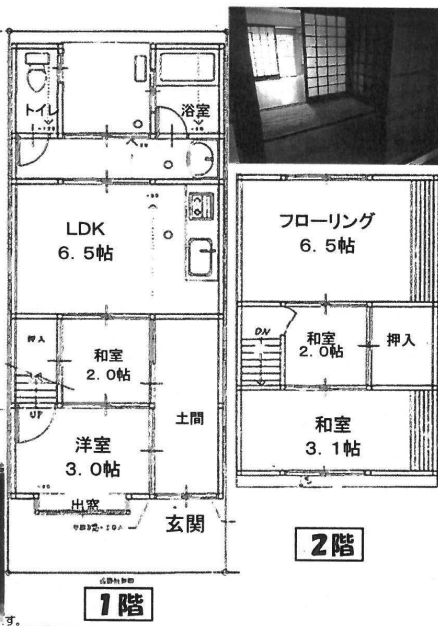 トイレ
浴室
LDK
6.5帖
押入
和室
2.0帖
UP
土間
洋室
3.0帖
出窓
玄関
1階
フローリング
6.5帖
DN
和室
2.0帖
押入
和室
3.1帖
2階
す。